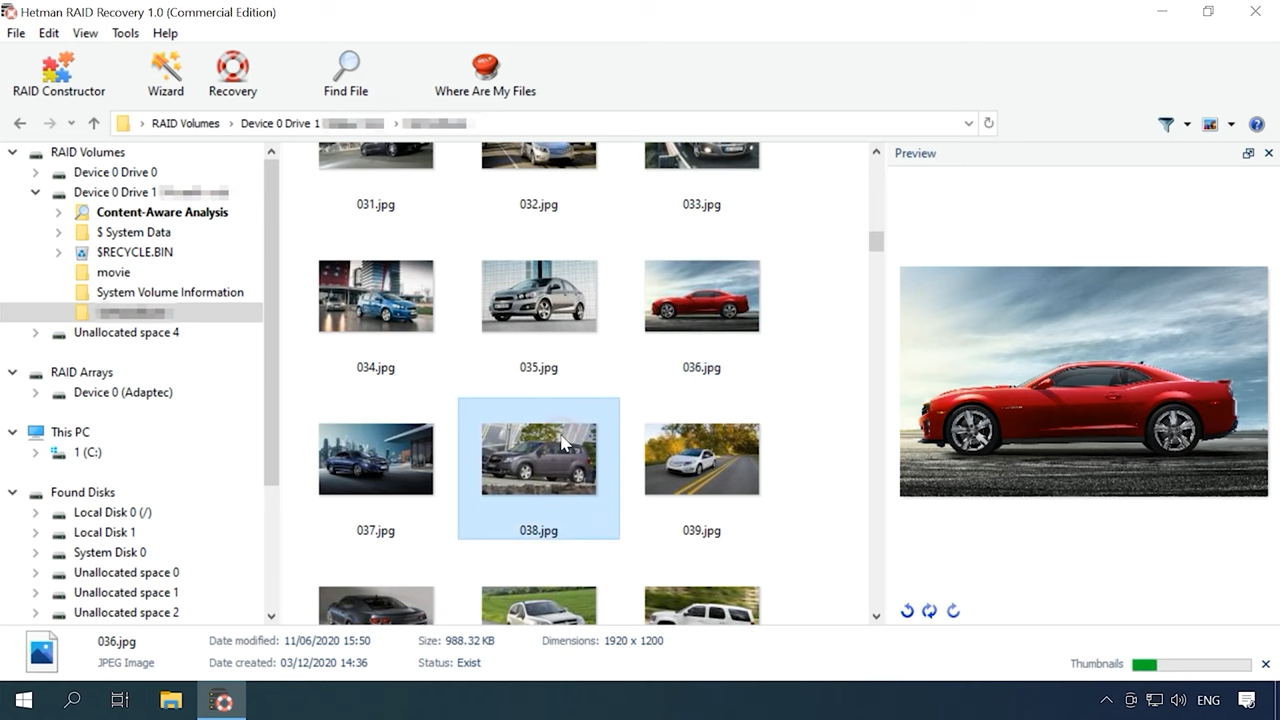 Hetman RAID Recovery 1.0 (Commercial Edition)
File Edit View Tools Help
RAID Constructor Wizard Recovery Find File HELP Where Are My Files
RAID Volumes Device 0 Drive 1
RAID Volumes
Device 0 Drive 0
Device 0 Drive 1
Content-Aware Analysis
$ System Data
$RECYCLE.BIN
movie
System Volume Information
Unallocated space 4
RAID Arrays
Device 0 (Adaptec)
This PC
1 (C:)
Found Disks
Local Disk 0 (/)
Local Disk 1
System Disk 0
Unallocated space 0
Unallocated space 1
Unallocated space 2
031.jpg 032.jpg 033.jpg
034.jpg 035.jpg 036.jpg
037.jpg 038.jpg 039.jpg
Preview
036.jpg Date modified: 11/06/2020 15:50 Size: 988.32 KB Dimensions: 1920 x 1200
JPEG Image Date created: 03/12/2020 14:36 Status: Exist
Thumbnails
ENG